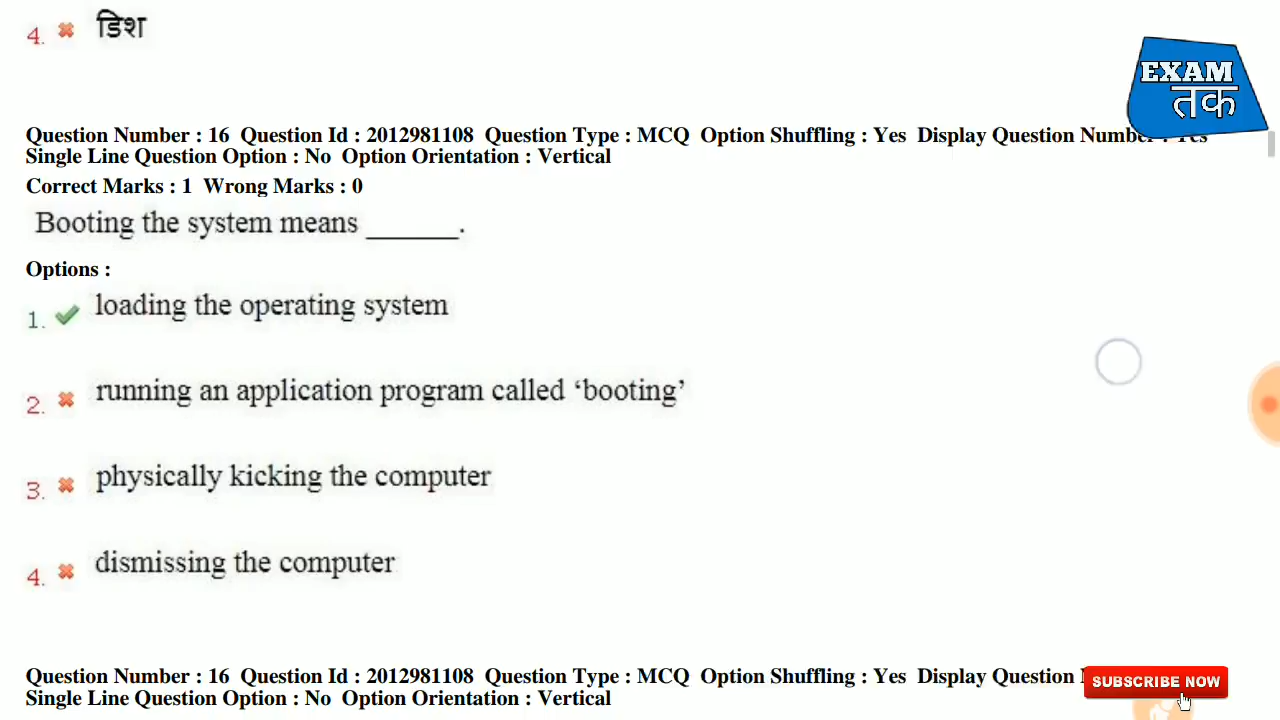 4. डिश
EXAM
तक
Question Number : 16 Question Id : 2012981108 Question Type : MCQ Option Shuffling : Yes Display Question Number : Yes
Single Line Question Option : No Option Orientation : Vertical
Correct Marks : 1 Wrong Marks : 0
Booting the system means ______.
Options :
1. loading the operating system
2. running an application program called ‘booting’
3. physically kicking the computer
4. dismissing the computer
Question Number : 16 Question Id : 2012981108 Question Type : MCQ Option Shuffling : Yes Display Question
SUBSCRIBE NOW
Single Line Question Option : No Option Orientation : Vertical